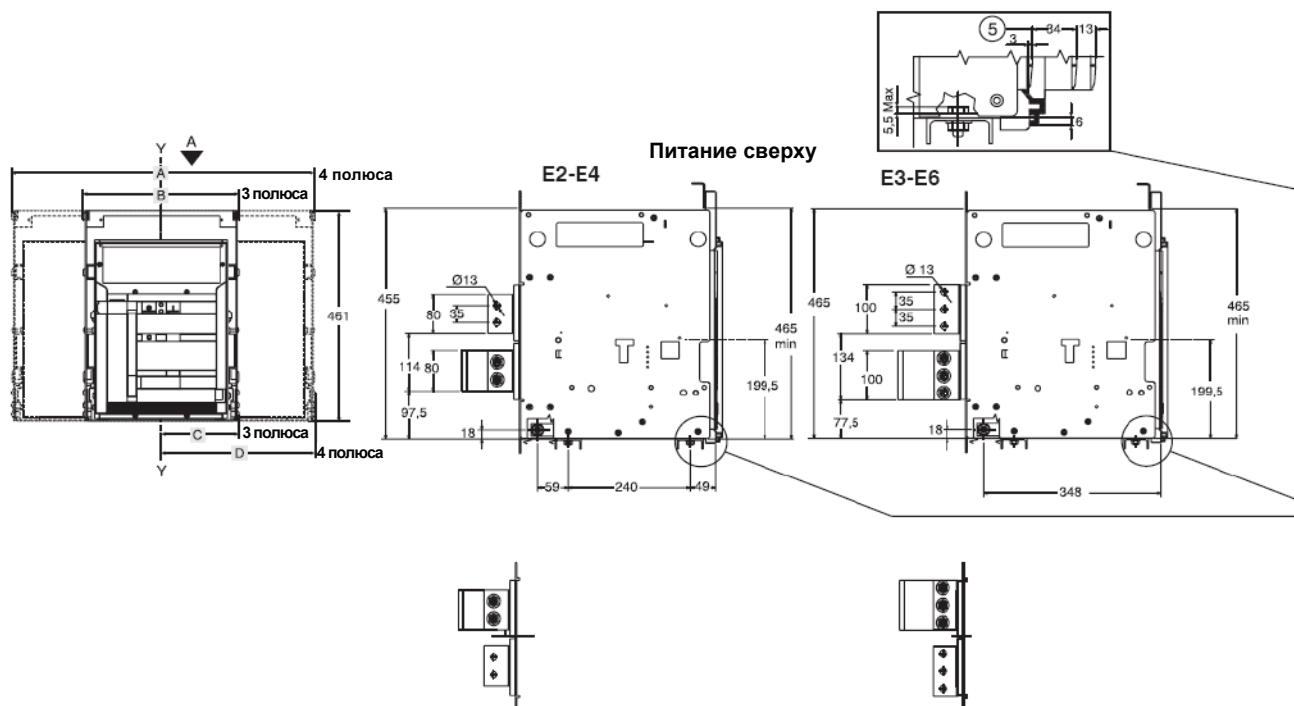 5
34
13
3
5,5 Max
6
Питание сверху
Y
A
A
4 полюса
B
3 полюса
461
C
3 полюса
D
4 полюса
Y
E2-E4
455
Ø13
80
35
114
80
97,5
18
59
240
49
465
min
199,5
E3-E6
465
Ø 13
100
35
35
134
100
77,5
18
348
465
min
199,5